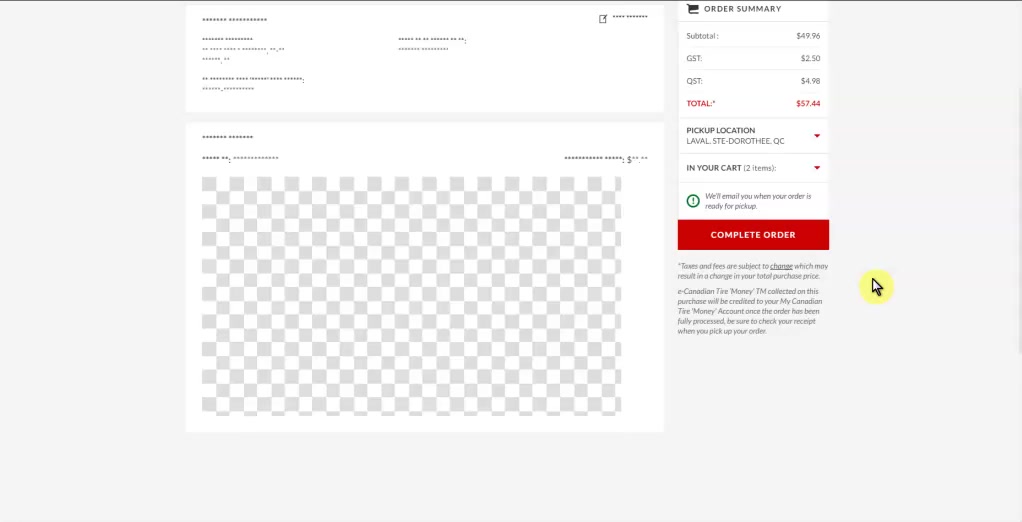 ORDER SUMMARY
Subtotal : $49.96
GST: $2.50
QST: $4.98
TOTAL:* $57.44
PICKUP LOCATION
LAVAL, STE-DOROTHEE, QC
IN YOUR CART (2 items):
We'll email you when your order is
ready for pickup.
COMPLETE ORDER
*Taxes and fees are subject to change which may
result in a change in your total purchase price.
e-Canadian Tire 'Money' TM collected on this
purchase will be credited to your My Canadian
Tire 'Money' Account once the order has been
fully processed, be sure to check your receipt
when you pick up your order.